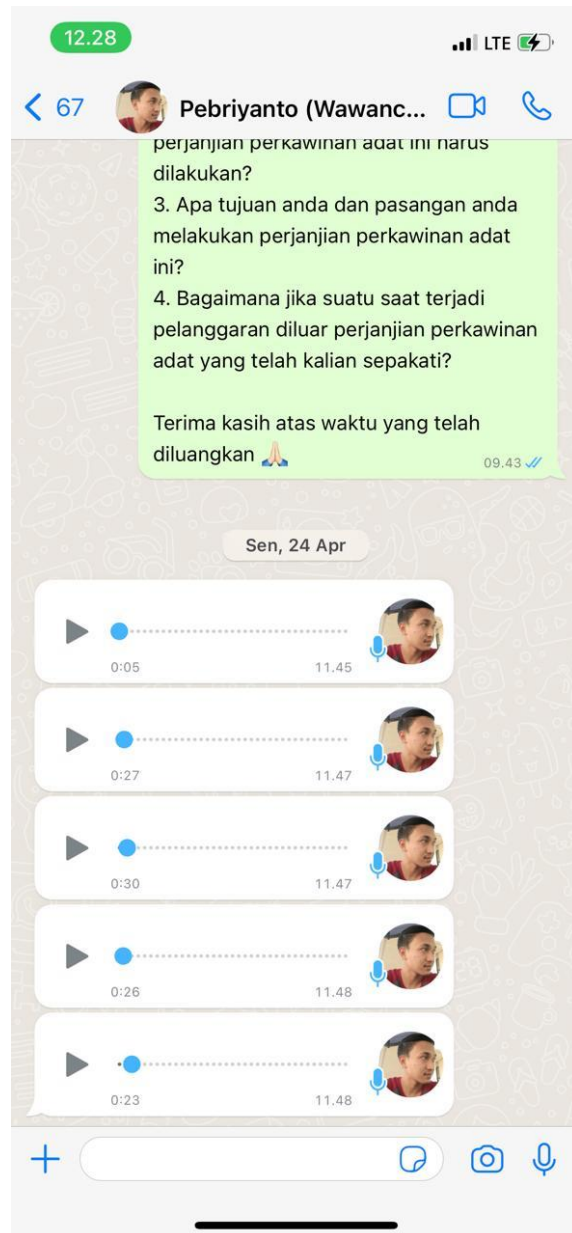 12.28
LTE
67
Pebriyanto (Wawanc...
perjanjian perkawinan adat ini harus
dilakukan?
3. Apa tujuan anda dan pasangan anda
melakukan perjanjian perkawinan adat
ini?
4. Bagaimana jika suatu saat terjadi
pelanggaran diluar perjanjian perkawinan
adat yang telah kalian sepakati?
Terima kasih atas waktu yang telah
diluangkan 🙏🏻
09.43
Sen, 24 Apr
0:05 11.45
0:27 11.47
0:30 11.47
0:26 11.48
0:23 11.48